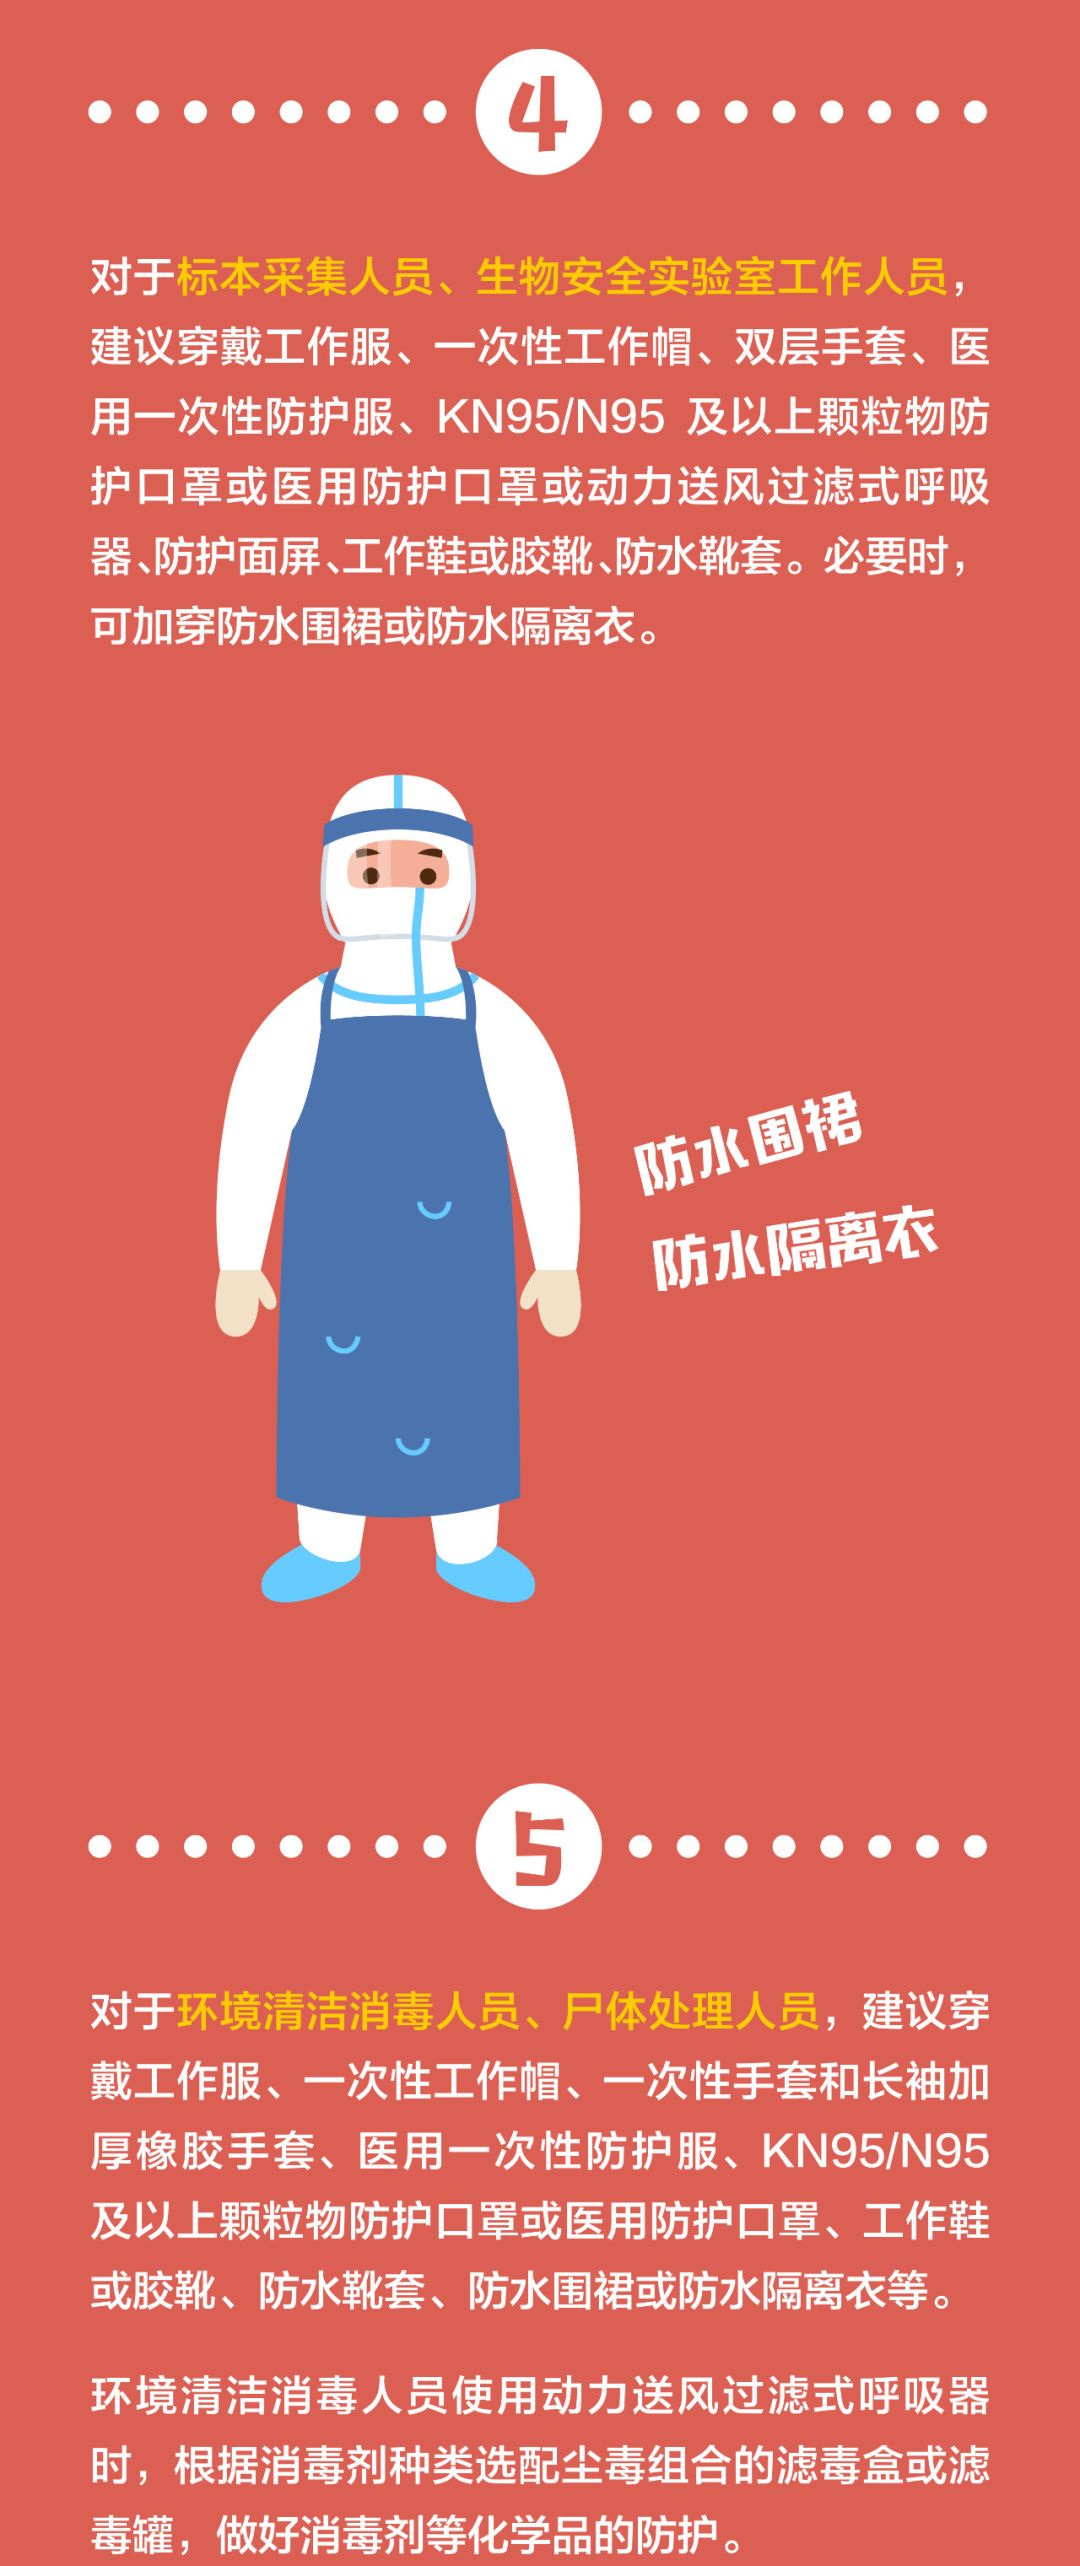 4
对于标本采集人员、生物安全实验室工作人员，
建议穿戴工作服、一次性工作帽、双层手套、医
用一次性防护服、KN95/N95 及以上颗粒物防
护口罩或医用防护口罩或动力送风过滤式呼吸
器、防护面屏、工作鞋或胶靴、防水靴套。必要时，
可加穿防水围裙或防水隔离衣。
防水围裙
防水隔离衣
5
对于环境清洁消毒人员、尸体处理人员，建议穿
戴工作服、一次性工作帽、一次性手套和长袖加
厚橡胶手套、医用一次性防护服、KN95/N95
及以上颗粒物防护口罩或医用防护口罩、工作鞋
或胶靴、防水靴套、防水围裙或防水隔离衣等。
环境清洁消毒人员使用动力送风过滤式呼吸器
时，根据消毒剂种类选配尘毒组合的滤毒盒或滤
毒罐，做好消毒剂等化学品的防护。